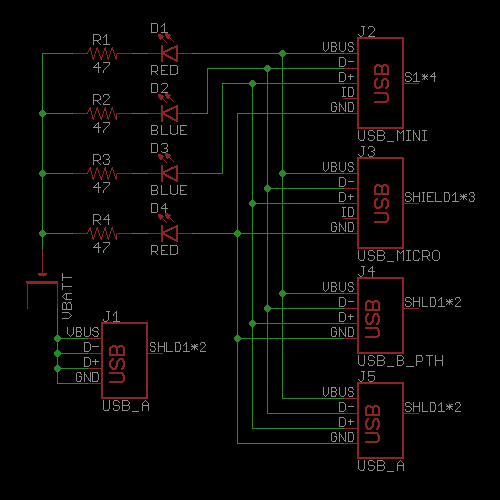 R1
47
D1
RED
R2
47
D2
BLUE
R3
47
D3
BLUE
R4
47
D4
RED
VBATT
J1
VBUS
D-
D+
GND
USB
SHLD1*2
USB_A
J2
VBUS
D-
D+
ID
GND
USB
S1*4
USB_MINI
J3
VBUS
D-
D+
ID
GND
USB
SHIELD1*3
USB_MICRO
J4
VBUS
D-
D+
GND
USB
SHLD1*2
USB_B_PTH
J5
VBUS
D-
D+
GND
USB
SHLD1*2
USB_A